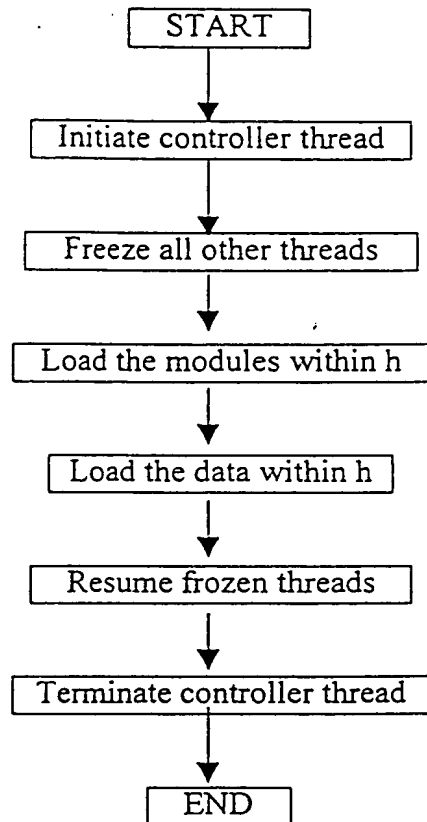 START
Initiate controller thread
Freeze all other threads
Load the modules within h
Load the data within h
Resume frozen threads
Terminate controller thread
END